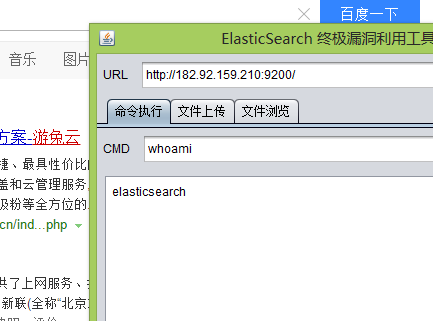 百度一下
音乐 图片
ElasticSearch 终极漏洞利用工具
URL http://182.92.159.210:9200/
命令执行 文件上传 文件浏览
CMD whoami
elasticsearch
方案-游兔云
捷、最具性价比的
盖和云管理服务,
及粉等全方位的
cn/ind...php
供了上网服务、
新联(全称“北京